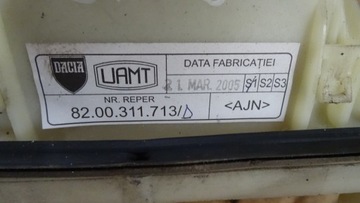 DACIA
UAMT
DATA FABRICAȚIEI
21. MAR. 2005 S1 S2 S3
NR. REPER
82.00.311.713/
<AJN>